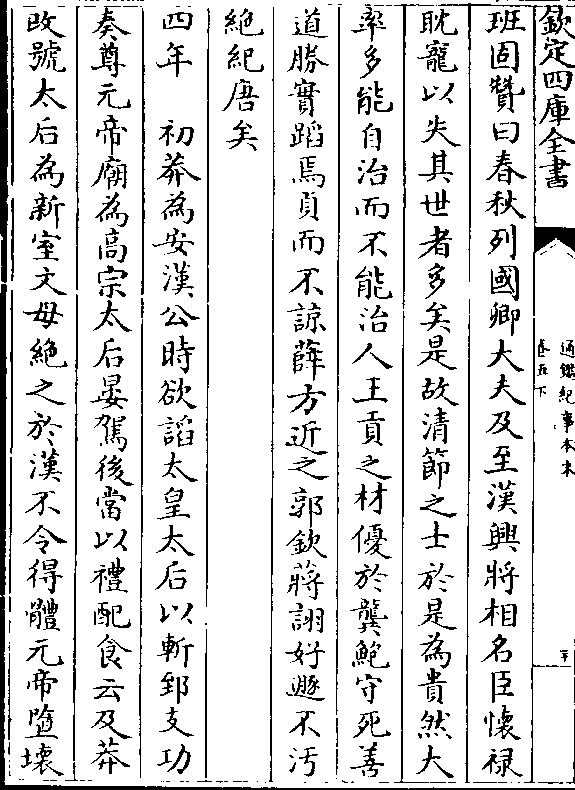 欽定四庫全書
通鑑紀事本末
卷五下
班固贊曰春秋列國卿大夫及至漢興將相名臣懷祿
耽寵以失其世者多矣是故清節之士於是為貴然大
率多能自治而不能治人王貢之材優於龔鮑守死善
道勝實蹈焉貞而不諒薛方近之郭欽蔣詡好遯不汚
絶紀唐矣
四年　初莽為安漢公時欲謟太皇太后以斬郅支功
奏尊元帝廟為高宗太后晏駕後當以禮配食云及莽
改號太后為新室文母絶之於漢不令得體元帝墮壞